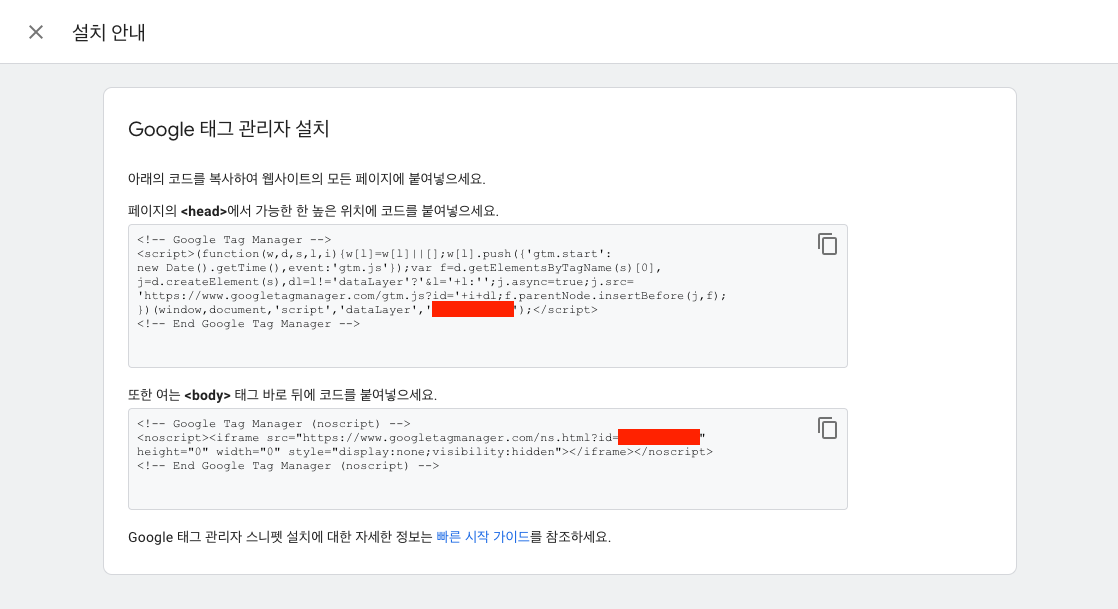 설치 안내
Google 태그 관리자 설치
아래의 코드를 복사하여 웹사이트의 모든 페이지에 붙여넣으세요.
페이지의 <head>에서 가능한 한 높은 위치에 코드를 붙여넣으세요.
<!-- Google Tag Manager -->
<script>(function(w,d,s,l,i){w[l]=w[l]||[];w[l].push({'gtm.start':
new Date().getTime(),event:'gtm.js'});var f=d.getElementsByTagName(s)[0],
j=d.createElement(s),dl=l!='dataLayer'?'&l='+l:'';j.async=true;j.src=
'https://www.googletagmanager.com/gtm.js?id='+i+dl;f.parentNode.insertBefore(j,f);
})(window,document,'script','dataLayer','');</script>
<!-- End Google Tag Manager -->
또한 여는 <body> 태그 바로 뒤에 코드를 붙여넣으세요.
<!-- Google Tag Manager (noscript) -->
<noscript><iframe src="https://www.googletagmanager.com/ns.html?id="
height="0" width="0" style="display:none;visibility:hidden"></iframe></noscript>
<!-- End Google Tag Manager (noscript) -->
Google 태그 관리자 스니펫 설치에 대한 자세한 정보는 빠른 시작 가이드를 참조하세요.